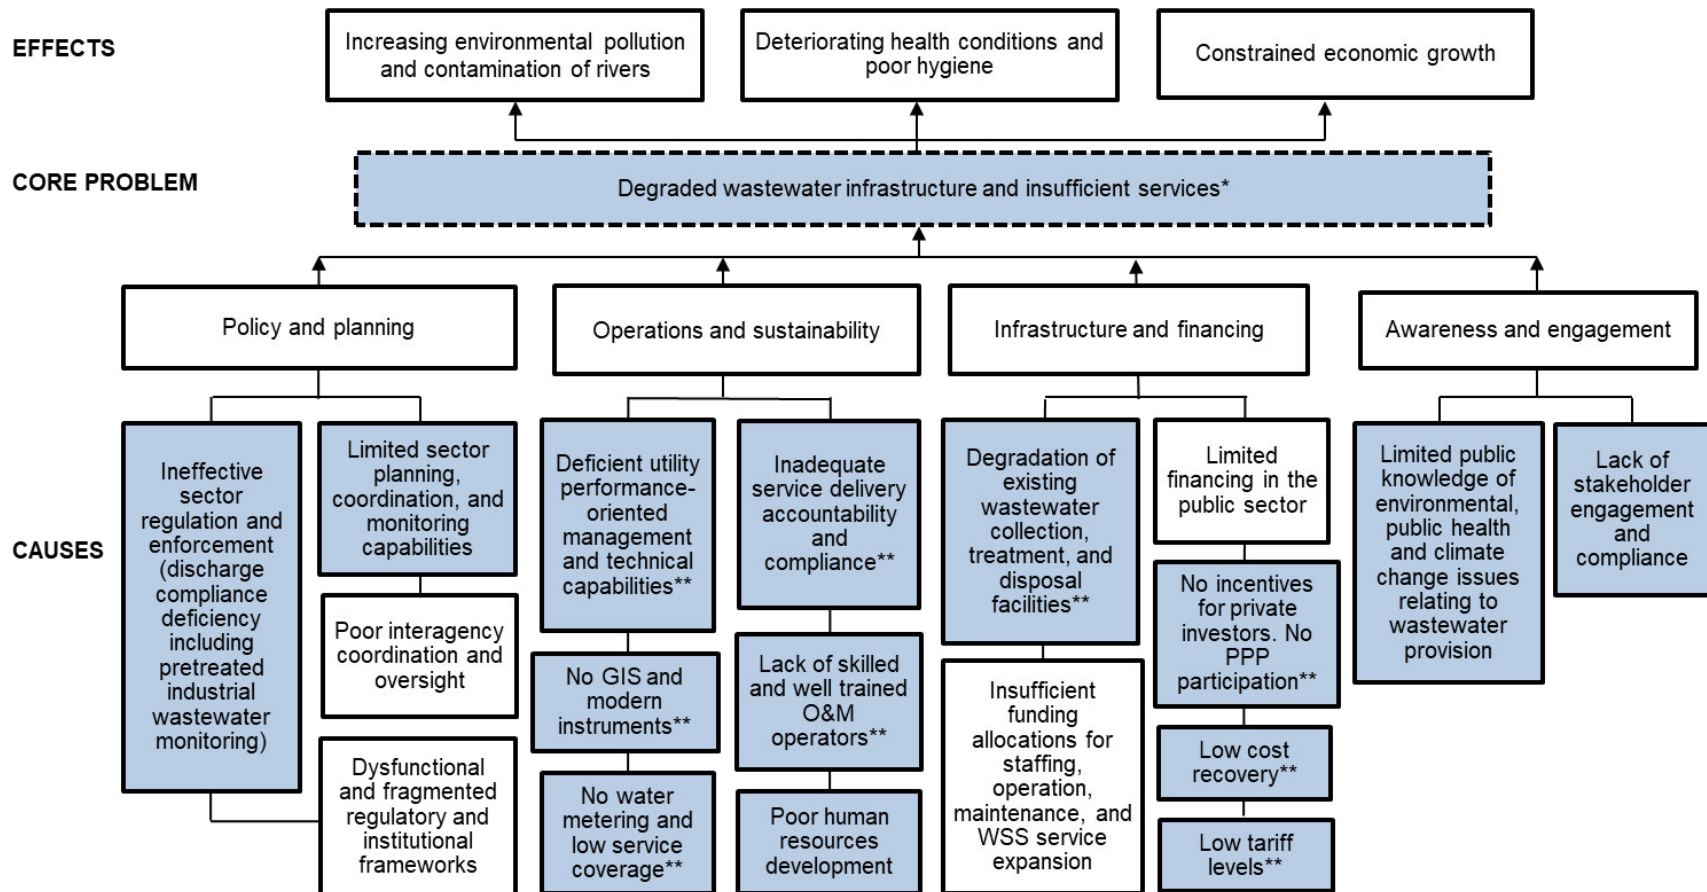 EFFECTS
Increasing environmental pollution
and contamination of rivers
Deteriorating health conditions and
poor hygiene
Constrained economic growth
CORE PROBLEM
Degraded wastewater infrastructure and insufficient services*
Policy and planning
Operations and sustainability
Infrastructure and financing
Awareness and engagement
CAUSES
Ineffective
sector
regulation and
enforcement
(discharge
compliance
deficiency
including
pretreated
industrial
wastewater
monitoring)
Limited sector
planning,
coordination, and
monitoring
capabilities
Poor interagency
coordination and
oversight
Dysfunctional
and fragmented
regulatory and
institutional
frameworks
Deficient utility
performance-
oriented
management
and technical
capabilities**
No GIS and
modern
instruments**
No water
metering and
low service
coverage**
Inadequate
service delivery
accountability
and
compliance**
Lack of skilled
and well trained
O&M
operators**
Poor human
resources
development
Degradation of
existing
wastewater
collection,
treatment, and
disposal
facilities**
Insufficient
funding
allocations for
staffing,
operation,
maintenance, and
WSS service
expansion
Limited
financing in the
public sector
No incentives
for private
investors. No
PPP
participation**
Low cost
recovery**
Low tariff
levels**
Limited public
knowledge of
environmental,
public health
and climate
change issues
relating to
wastewater
provision
Lack of
stakeholder
engagement
and
compliance